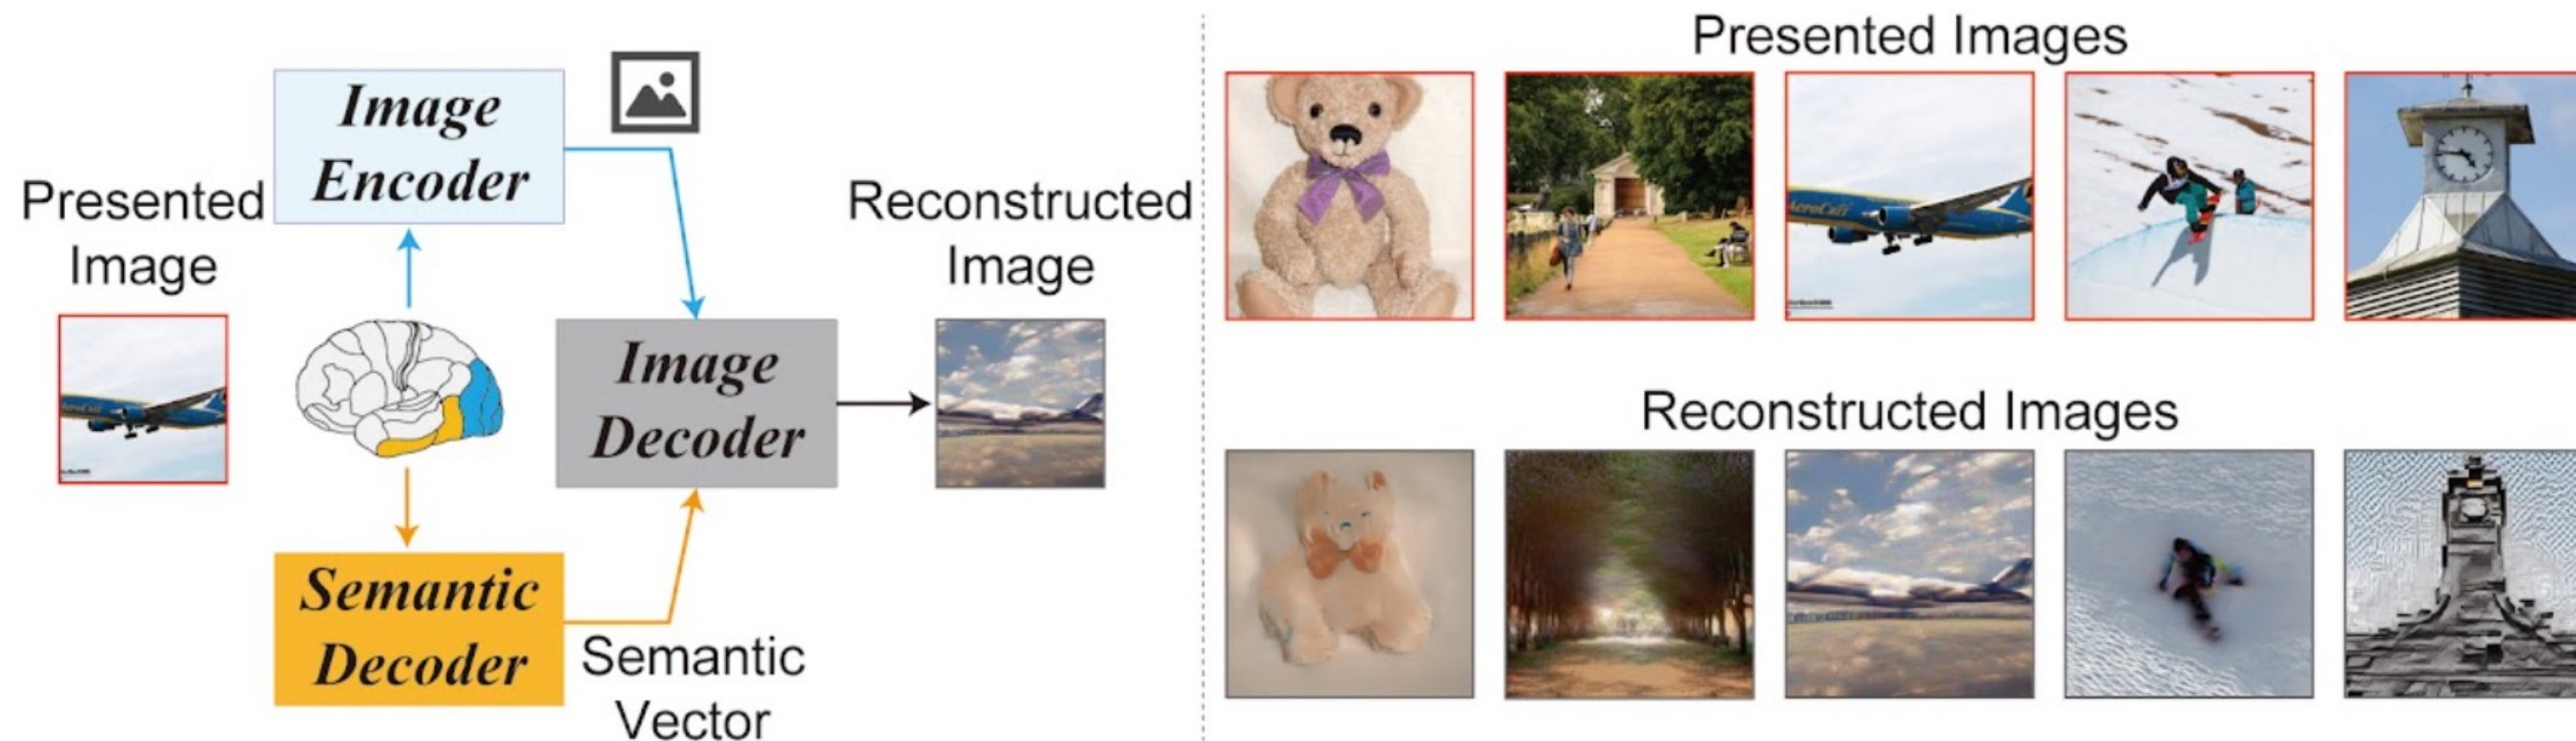 Presented
Image
Image
Encoder
Semantic
Decoder
Semantic
Vector
Image
Decoder
Reconstructed
Image
Presented Images
Reconstructed Images